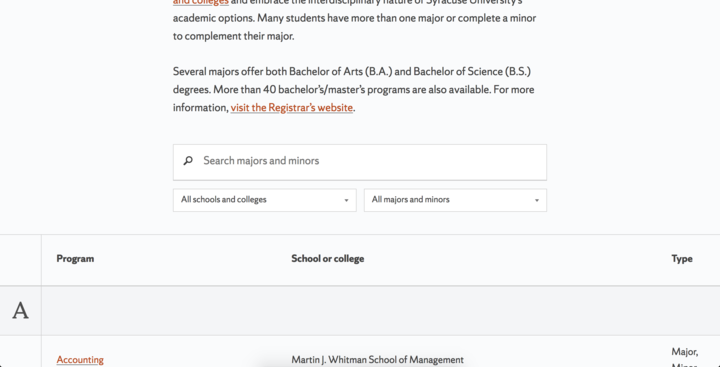 and colleges and embrace the interdisciplinary nature of Syracuse University's
academic options. Many students have more than one major or complete a minor
to complement their major.
Several majors offer both Bachelor of Arts (B.A.) and Bachelor of Science (B.S.)
degrees. More than 40 bachelor's/master's programs are also available. For more
information, visit the Registrar's website.
Search majors and minors
All schools and colleges
All majors and minors
Program School or college Type
A
Accounting Martin J. Whitman School of Management Major,
Minor